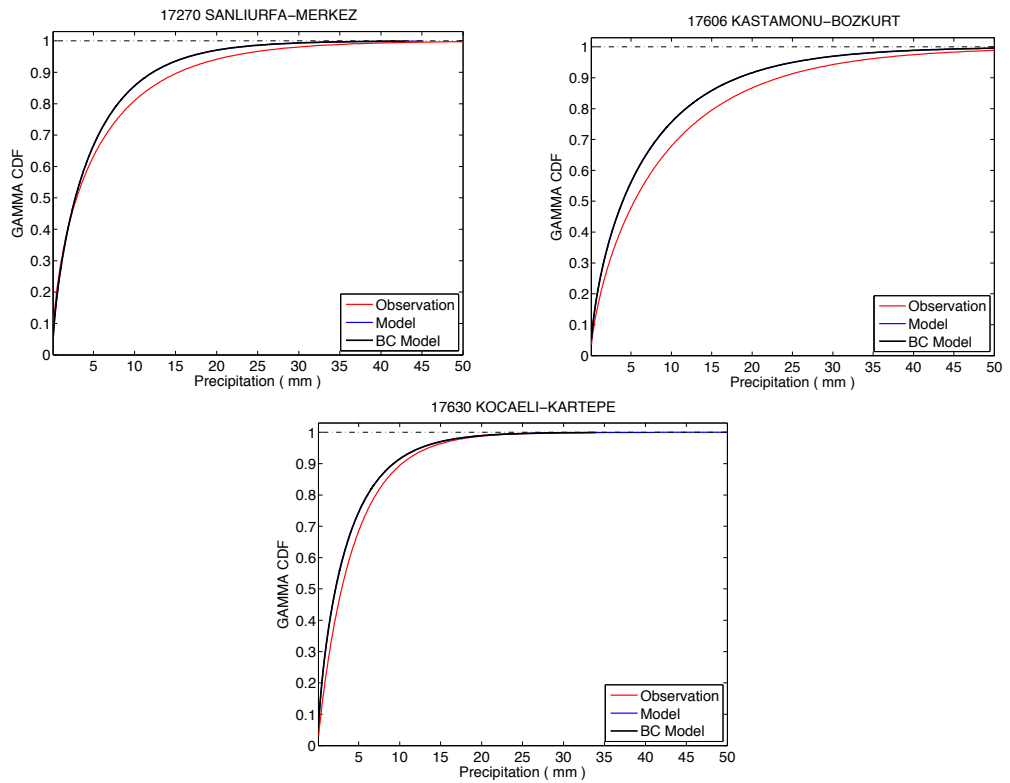 17270 SANLIURFA−MERKEZ
GAMMA CDF
1
0.9
0.8
0.7
0.6
0.5
0.4
0.3
0.2
0.1
0
5 10 15 20 25 30 35 40 45 50
Precipitation ( mm )
Observation
Model
BC Model
17606 KASTAMONU−BOZKURT
GAMMA CDF
1
0.9
0.8
0.7
0.6
0.5
0.4
0.3
0.2
0.1
0
5 10 15 20 25 30 35 40 45 50
Precipitation ( mm )
Observation
Model
BC Model
17630 KOCAELI−KARTEPE
GAMMA CDF
1
0.9
0.8
0.7
0.6
0.5
0.4
0.3
0.2
0.1
0
5 10 15 20 25 30 35 40 45 50
Precipitation ( mm )
Observation
Model
BC Model